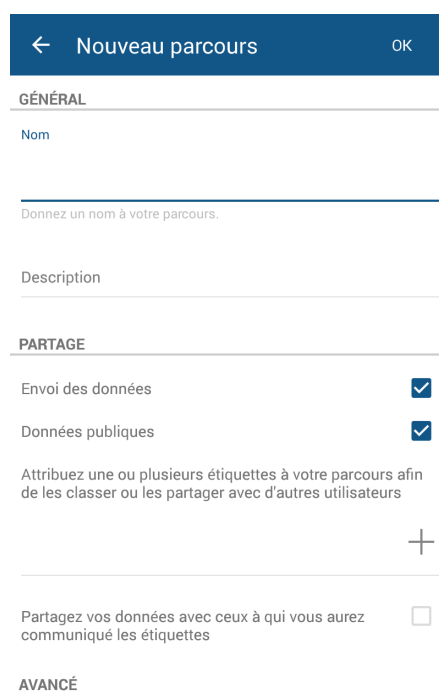 Nouveau parcours OK
GÉNÉRAL
Nom
Donnez un nom à votre parcours.
Description
PARTAGE
Envoi des données
Données publiques
Attribuez une ou plusieurs étiquettes à votre parcours afin
de les classer ou les partager avec d'autres utilisateurs
Partagez vos données avec ceux à qui vous aurez
communiqué les étiquettes
AVANCÉ